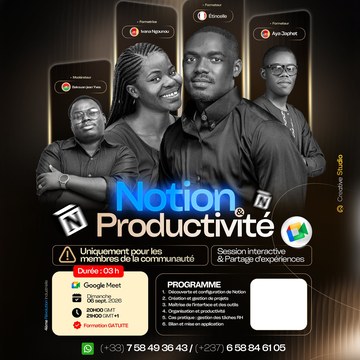 Formateur
Étincelle
Formatrice
Ivana Ngounou
Formateur
Aya Japhet
Modérateur
Creative Studio
Notion
&
Productivité
Uniquement pour les
membres de la communauté
Session interactive
& Partage d'expériences
Durée : 03 h
Google Meet
Dimanche
06 sept. 2026
20H00 GMT
21H00 GMT+1
Formation GRATUITE
PROGRAMME
1. Découverte et configuration de Notion
2. Création et gestion de projets
3. Maîtrise de l'interface et des outils
4. Organisation et productivité
5. Cas pratique : gestion des tâches RH
6. Bilan et mise en application
(+33) 7 58 49 36 43 / (+237) 6 58 84 61 05